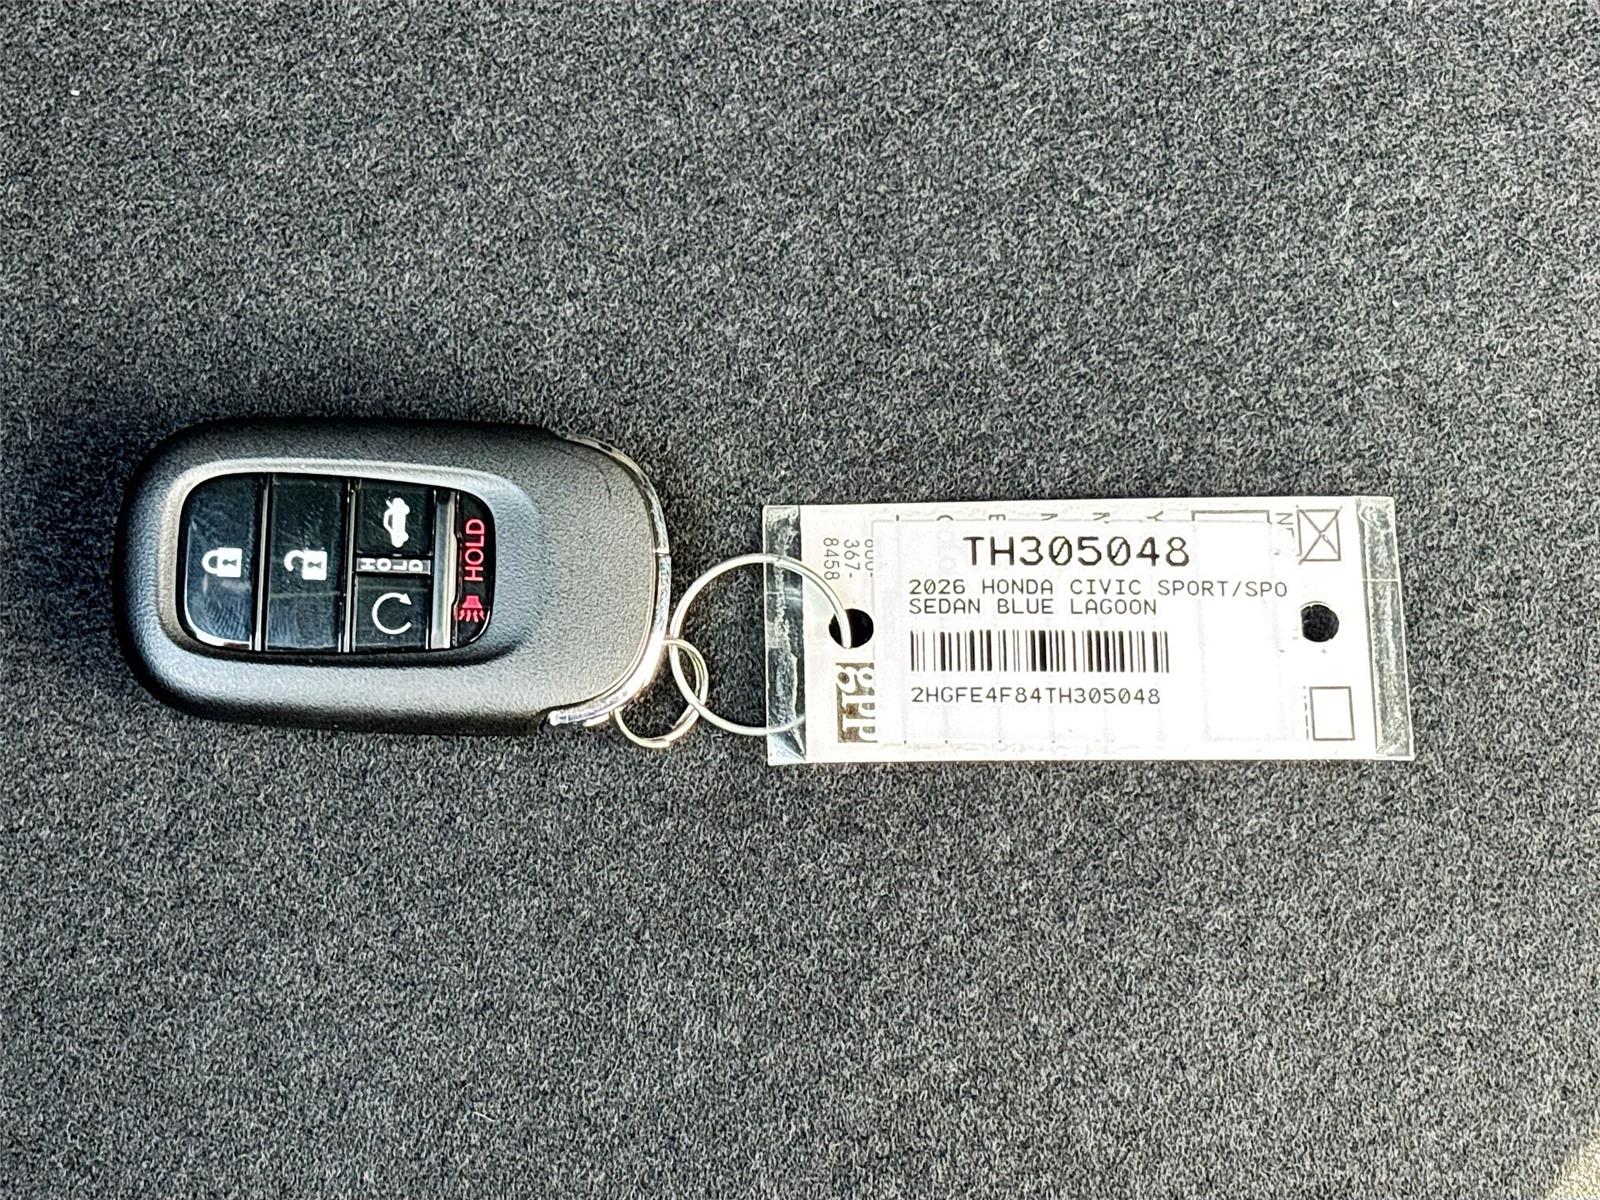 HOLD
HOLD
367-
8458
TH305048
2026 HONDA CIVIC SPORT/SPO
SEDAN BLUE LAGOON
2HGFE4F84TH305048